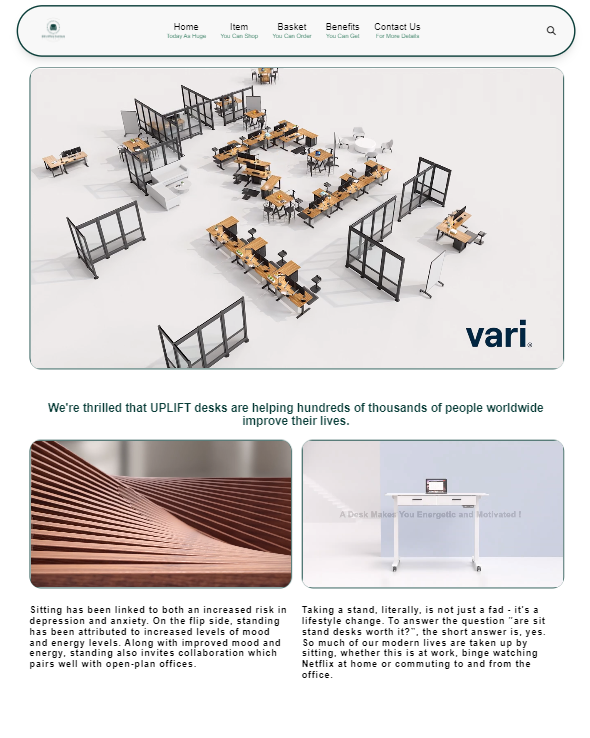 Home Item Basket Benefits Contact Us
Today As Huge You Can Shop You Can Order You Can Get For More Details
vari®
We're thrilled that UPLIFT desks are helping hundreds of thousands of people worldwide
improve their lives.
A Desk Makes You Energetic and Motivated !
Sitting has been linked to both an increased risk in
depression and anxiety. On the flip side, standing
has been attributed to increased levels of mood
and energy levels. Along with improved mood and
energy, standing also invites collaboration which
pairs well with open-plan offices.
Taking a stand, literally, is not just a fad - it's a
lifestyle change. To answer the question "are sit
stand desks worth it?", the short answer is, yes.
So much of our modern lives are taken up by
sitting, whether this is at work, binge watching
Netflix at home or commuting to and from the
office.